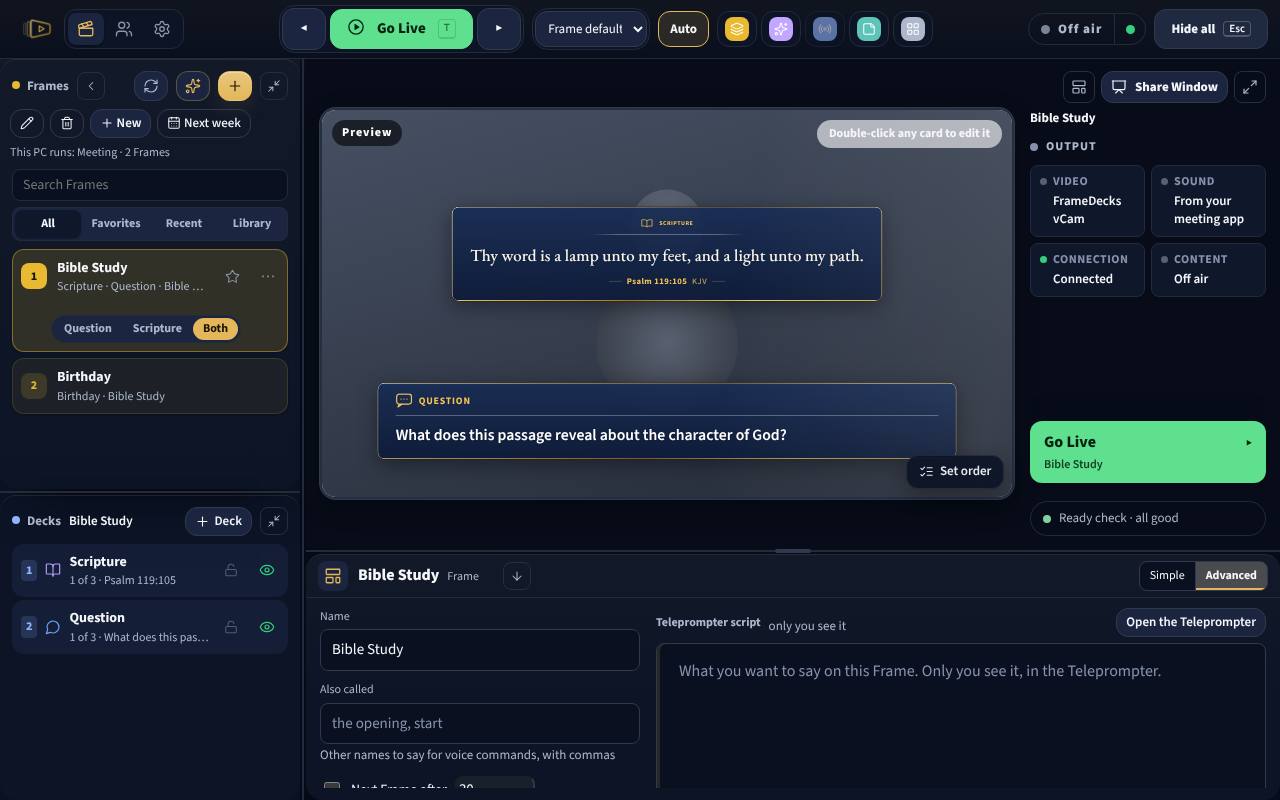 Go Live T
Frame default
Auto
Off air
Hide all Esc
Frames
+ New
Next week
This PC runs: Meeting · 2 Frames
Search Frames
All Favorites Recent Library
1
Bible Study
Scripture · Question · Bible ...
Question Scripture Both
2
Birthday
Birthday · Bible Study
Decks Bible Study
+ Deck
1
Scripture
1 of 3 · Psalm 119:105
2
Question
1 of 3 · What does this pas...
Share Window
Preview
Double-click any card to edit it
SCRIPTURE
Thy word is a lamp unto my feet, and a light unto my path.
Psalm 119:105 KJV
QUESTION
What does this passage reveal about the character of God?
Set order
Bible Study
OUTPUT
VIDEO
FrameDecks
vCam
SOUND
From your
meeting app
CONNECTION
Connected
CONTENT
Off air
Go Live
Bible Study
Ready check · all good
Bible Study Frame
Simple Advanced
Name
Bible Study
Also called
the opening, start
Other names to say for voice commands, with commas
Next Frame after
Teleprompter script only you see it
Open the Teleprompter
What you want to say on this Frame. Only you see it, in the Teleprompter.